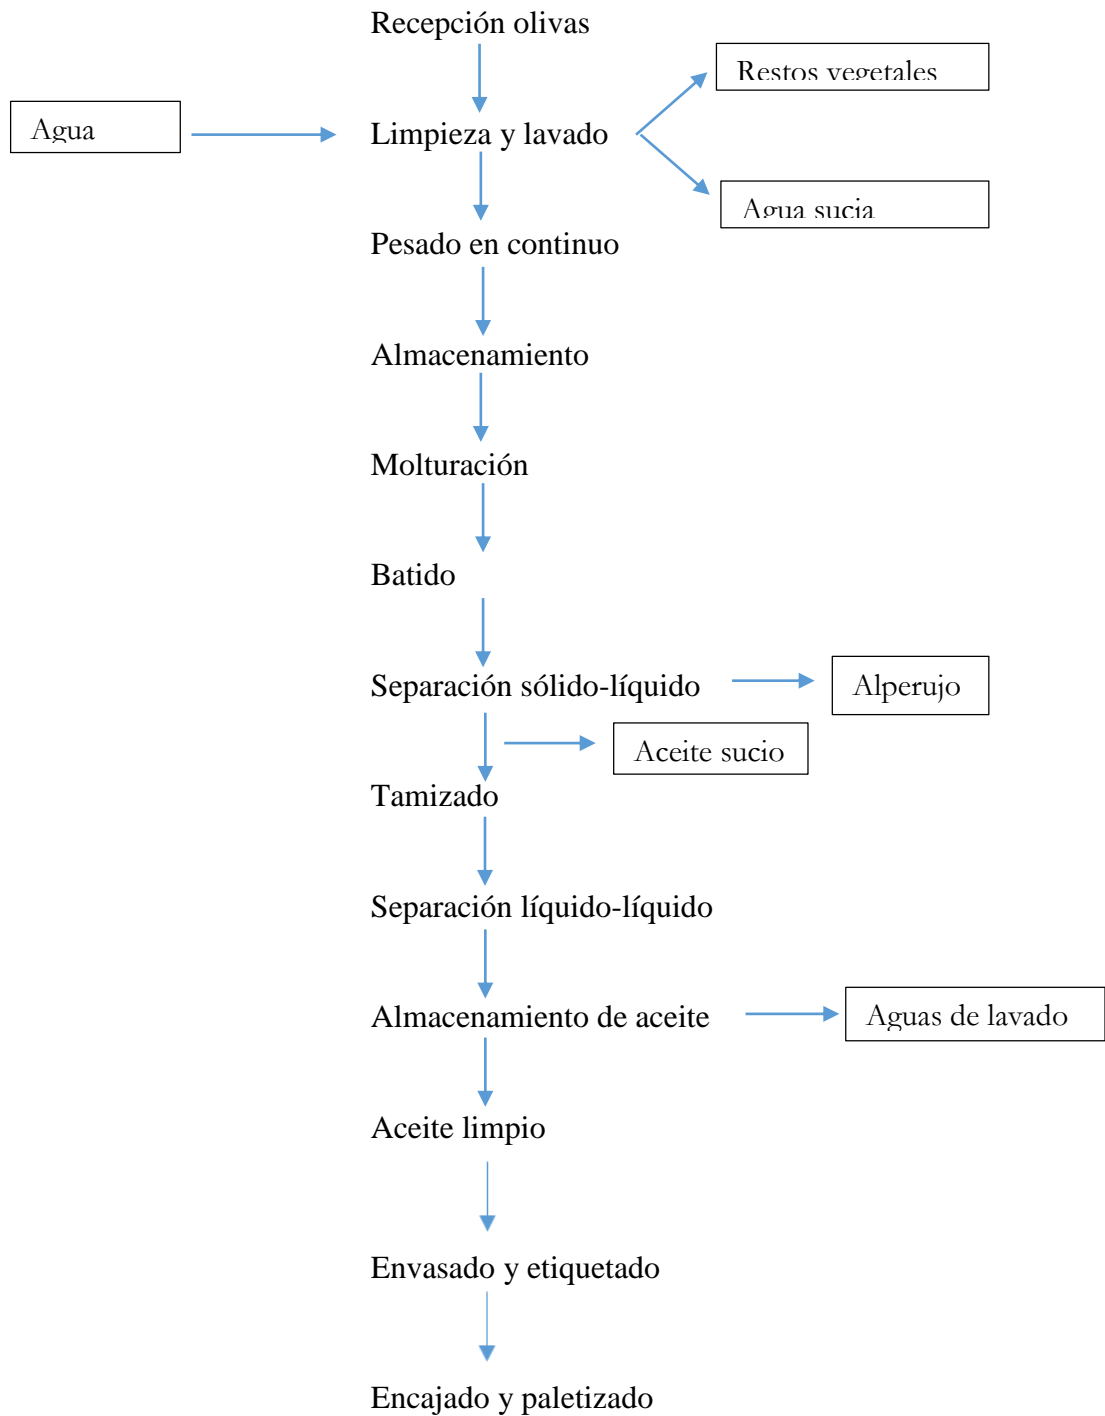 Recepción olivas
Restos vegetales
Agua
Limpieza y lavado
Agua sucia
Pesado en continuo
Almacenamiento
Molturación
Batido
Separación sólido-líquido
Alperujo
Aceite sucio
Tamizado
Separación líquido-líquido
Almacenamiento de aceite
Aguas de lavado
Aceite limpio
Envasado y etiquetado
Encajado y paletizado